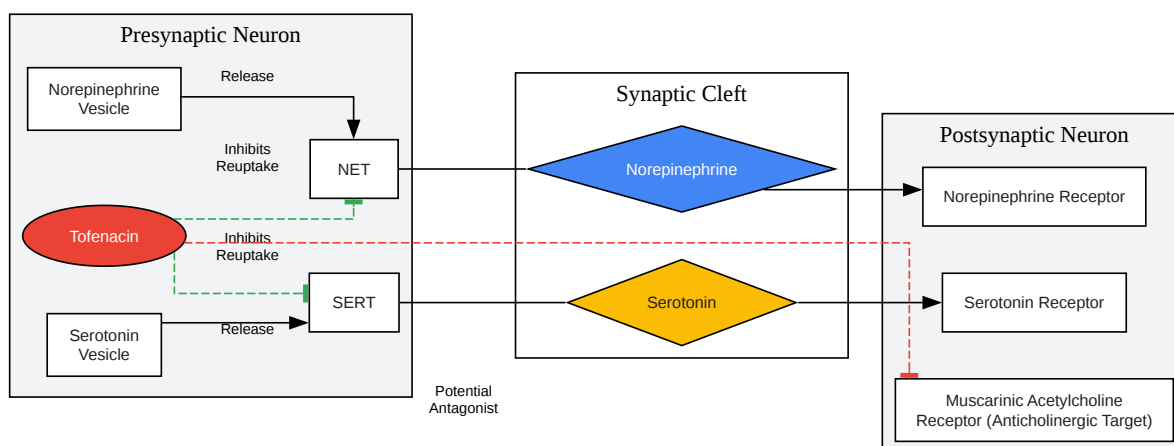 Presynaptic Neuron
Norepinephrine
Vesicle
Release
Inhibits
Reuptake
NET
Tofenacin
Inhibits
Reuptake
SERT
Serotonin
Vesicle
Release
Potential
Antagonist
Synaptic Cleft
Norepinephrine
Serotonin
Postsynaptic Neuron
Norepinephrine Receptor
Serotonin Receptor
Muscarinic Acetylcholine
Receptor (Anticholinergic Target)